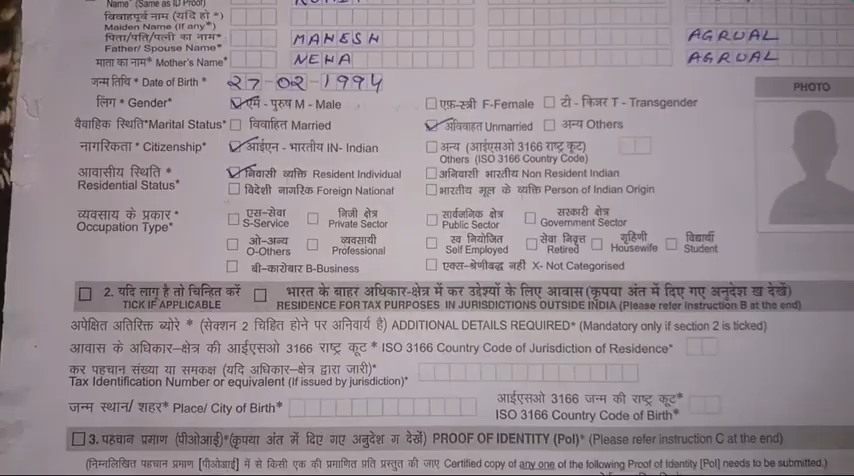 Name* (Same as ID Proof)
विवाहपूर्व नाम (यदि हो *)
Maiden Name (If any*)
पिता/पति/पत्नी का नाम* MAHESH AGRUAL
Father/ Spouse Name*
माता का नाम* Mother's Name* NEHA AGRUAL
जन्म तिथि * Date of Birth * 27-02-1994
PHOTO
लिंग * Gender* एम - पुरुष M - Male एफ़-स्त्री F-Female टी - किन्नर T - Transgender
वैवाहिक स्थिति*Marital Status* विवाहित Married अविवाहत Unmarried अन्य Others
नागरिकता * Citizenship* आईएन - भारतीय IN- Indian अन्य (आईएसओ 3166 राष्ट्र कूट)
Others (ISO 3166 Country Code)
आवासीय स्थिति * निवासी व्यक्ति Resident Individual अनिवासी भारतीय Non Resident Indian
Residential Status* विदेशी नागरिक Foreign National भारतीय मूल के व्यक्ति Person of Indian Origin
व्यवसाय के प्रकार * एस-सेवा निजी क्षेत्र सार्वजनिक क्षेत्र सरकारी क्षेत्र
Occupation Type* S-Service Private Sector Public Sector Government Sector
ओ-अन्य व्यवसायी स्व नियोजित सेवा निवृत्त गृहिणी विद्यार्थी
O-Others Professional Self Employed Retired Housewife Student
बी-कारोबार B-Business एक्स-श्रेणीबद्ध नही X- Not Categorised
2. यदि लागू है तो चिन्हित करें भारत के बाहर अधिकार-क्षेत्र में कर उद्देश्यों के लिए आवास (कृपया अंत में दिए गए अनुदेश ख देखें)
TICK IF APPLICABLE RESIDENCE FOR TAX PURPOSES IN JURISDICTIONS OUTSIDE INDIA (Please refer Instruction B at the end)
अपेक्षित अतिरिक्त ब्योरे * (सेक्शन 2 चिह्नित होने पर अनिवार्य है) ADDITIONAL DETAILS REQUIRED* (Mandatory only if section 2 is ticked)
आवास के अधिकार-क्षेत्र की आईएसओ 3166 राष्ट्र कूट * ISO 3166 Country Code of Jurisdiction of Residence*
कर पहचान संख्या या समकक्ष (यदि अधिकार-क्षेत्र द्वारा जारी)*
Tax Identification Number or equivalent (If issued by jurisdiction)*
जन्म स्थान/ शहर* Place/ City of Birth* आईएसओ 3166 जन्म की राष्ट्र कूट*
ISO 3166 Country Code of Birth*
3. पहचान प्रमाण (पीओआई)*(कृपया अंत में दिए गए अनुदेश ग देखें) PROOF OF IDENTITY (PoI)* (Please refer instruction C at the end)
(निम्नलिखित पहचान प्रमाण [पीओआई] में से किसी एक की प्रमाणित प्रति प्रस्तुत की जाए Certified copy of any one of the following Proof of Identity [PoI] needs to be submitted.)